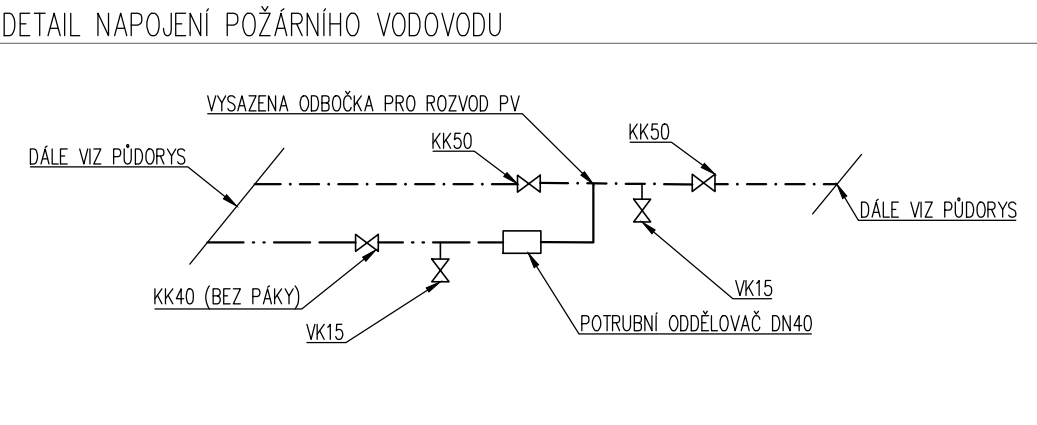 DETAIL NAPOJENÍ POŽÁRNÍHO VODOVODU
VYSAZENA ODBOČKA PRO ROZVOD PV
KK50
KK50
DÁLE VIZ PŮDORYS
DÁLE VIZ PŮDORYS
KK40 (BEZ PÁKY)
VK15
VK15
POTRUBNÍ ODDĚLOVAČ DN40